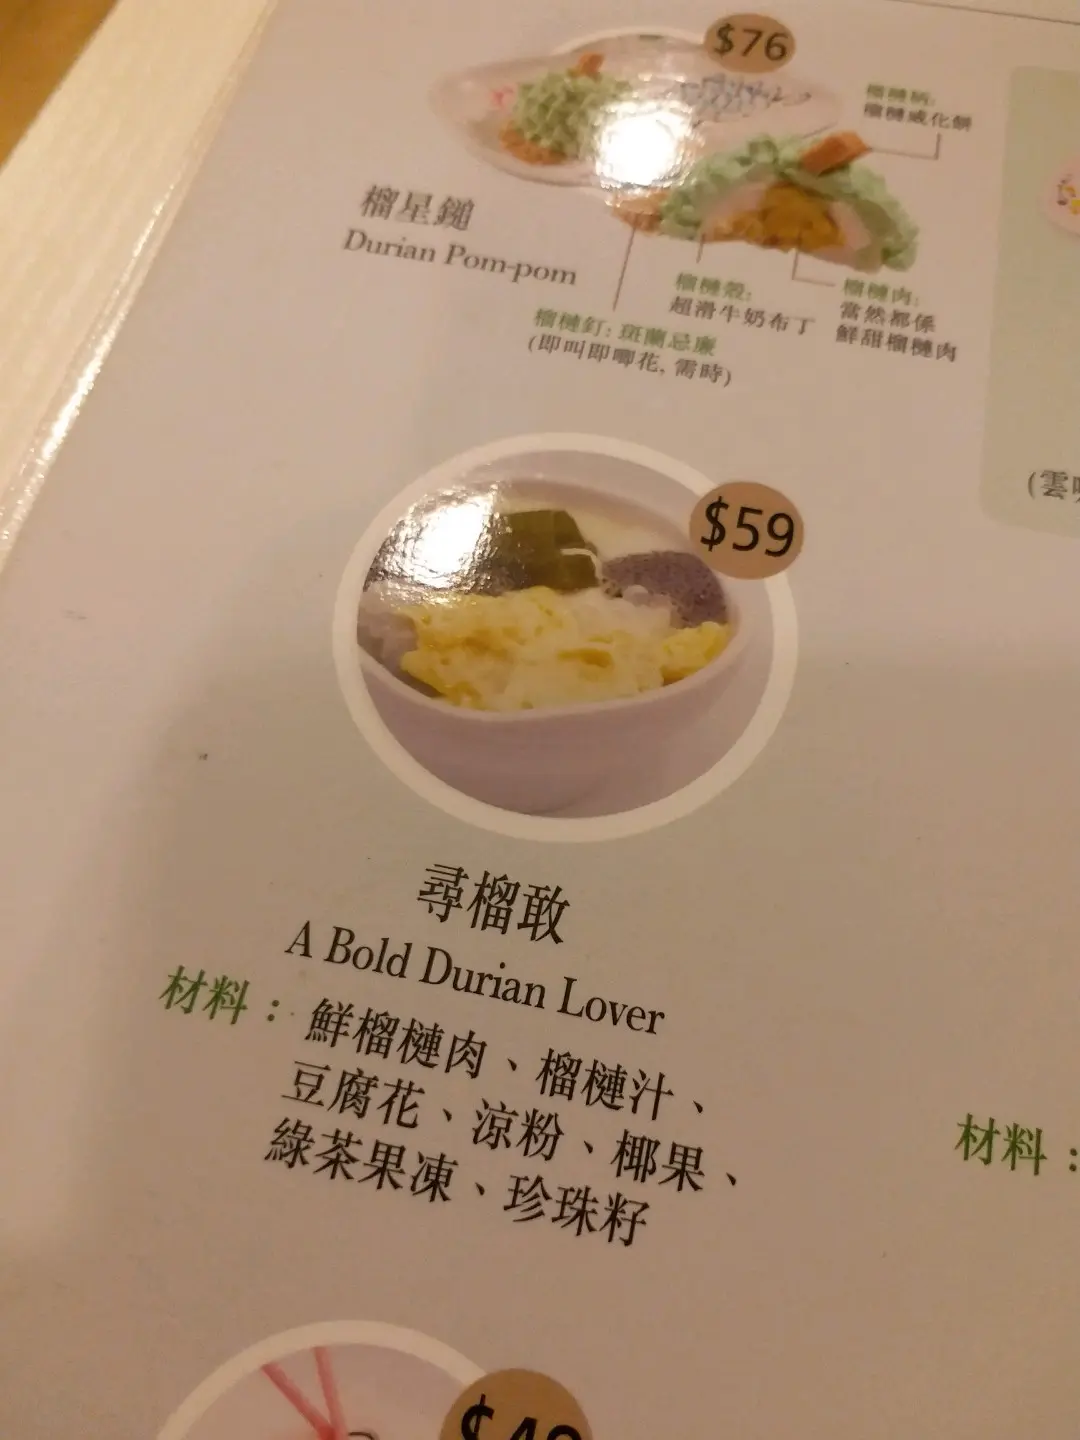 $76
榴槤柄:
榴槤威化餅
榴星鎚
Durian Pom-pom
榴槤殼:
超滑牛奶布丁
榴槤肉:
當然都係
鮮甜榴槤肉
榴槤釘: 斑蘭忌廉
(即叫即唧花, 需時)
(雲
$59
尋榴敢
A Bold Durian Lover
材料： 鮮榴槤肉、榴槤汁、
豆腐花、涼粉、椰果、
綠茶果凍、珍珠籽
材料：